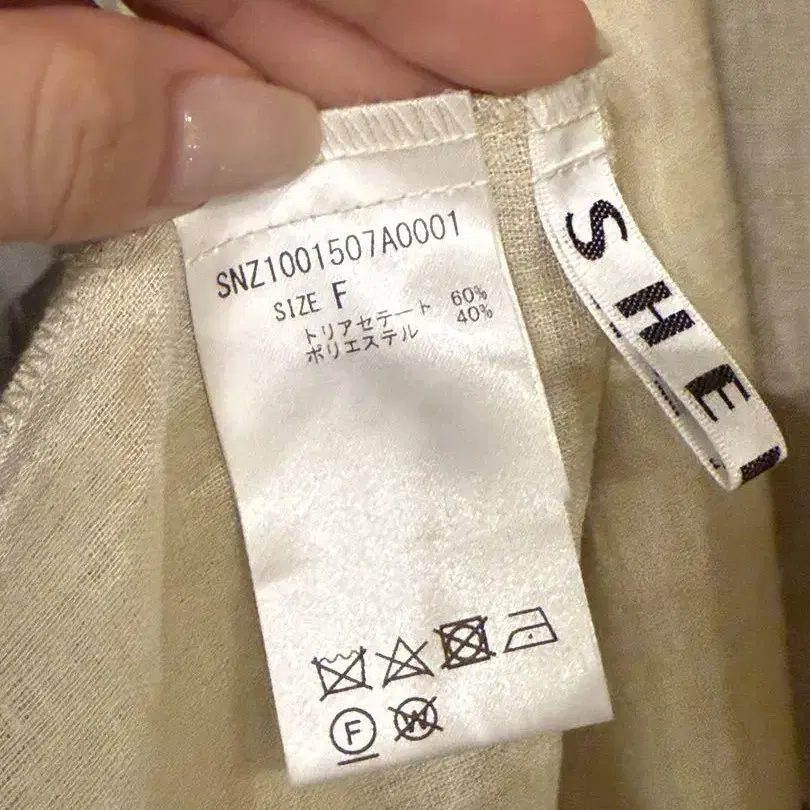 SNZ1001507A0001
SIZE F
トリアセテート 60%
ポリエステル 40%
F
W
SHE